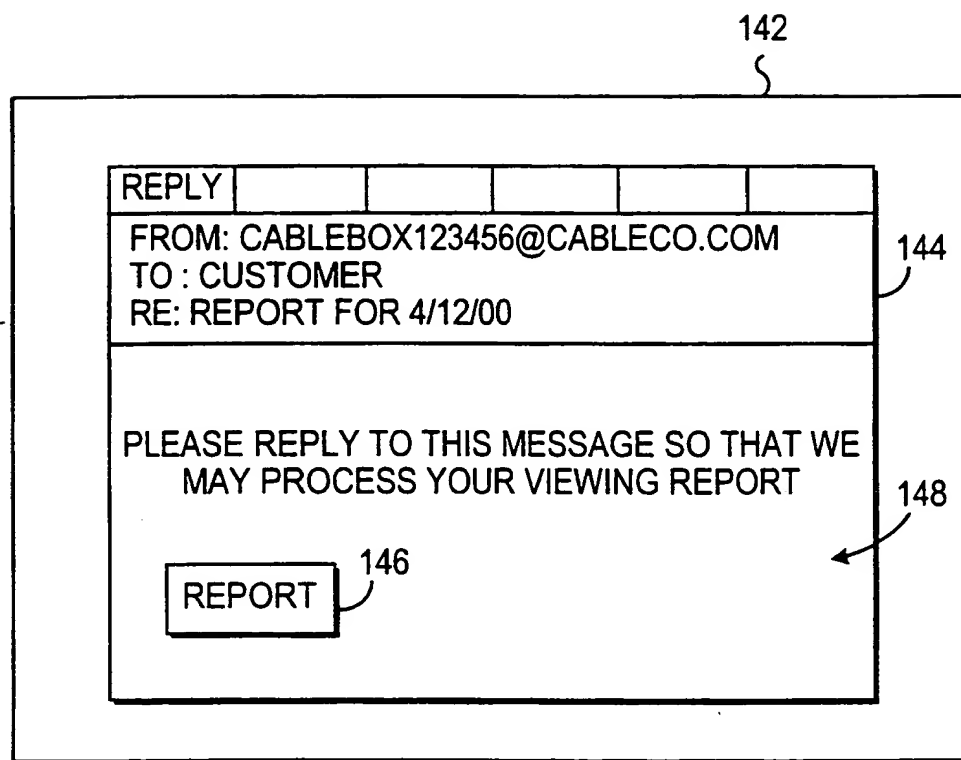 142
REPLY
FROM: CABLEBOX123456@CABLECO.COM
TO : CUSTOMER
RE: REPORT FOR 4/12/00
144
PLEASE REPLY TO THIS MESSAGE SO THAT WE
MAY PROCESS YOUR VIEWING REPORT
148
146
REPORT